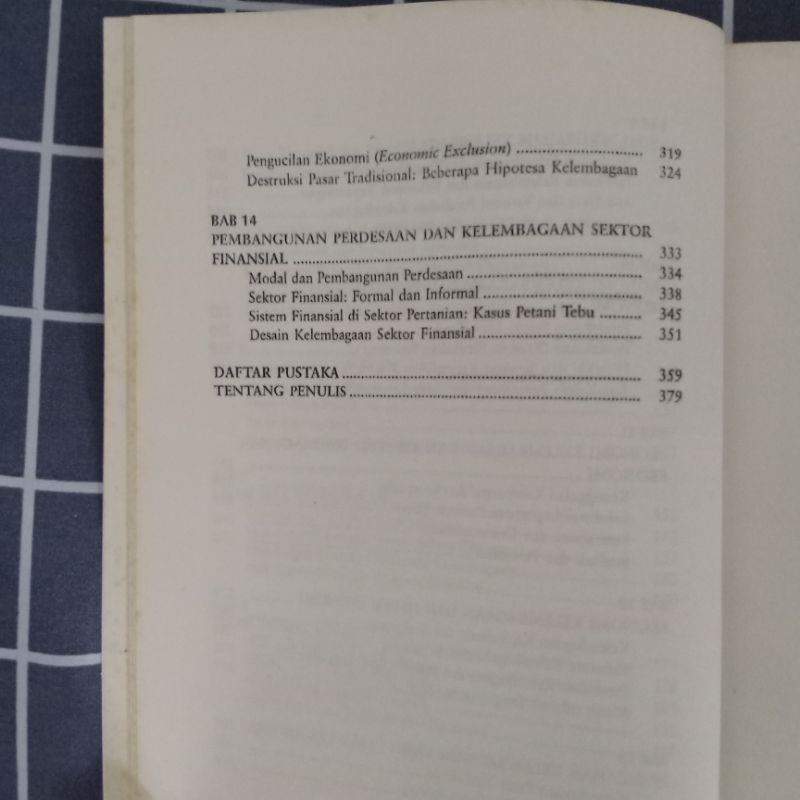 Pengucilan Ekonomi (Economic Exclusion) ............................ 319
Destruksi Pasar Tradisional: Beberapa Hipotesa Kelembagaan 324
BAB 14
PEMBANGUNAN PERDESAAN DAN KELEMBAGAAN SEKTOR
FINANSIAL ........................................................................ 333
Modal dan Pembangunan Perdesaan .................................... 334
Sektor Finansial: Formal dan Informal ................................. 338
Sistem Finansial di Sektor Pertanian: Kasus Petani Tebu .......... 345
Desain Kelembagaan Sektor Finansial .................................. 351
DAFTAR PUSTAKA ............................................................. 359
TENTANG PENULIS ........................................................... 379